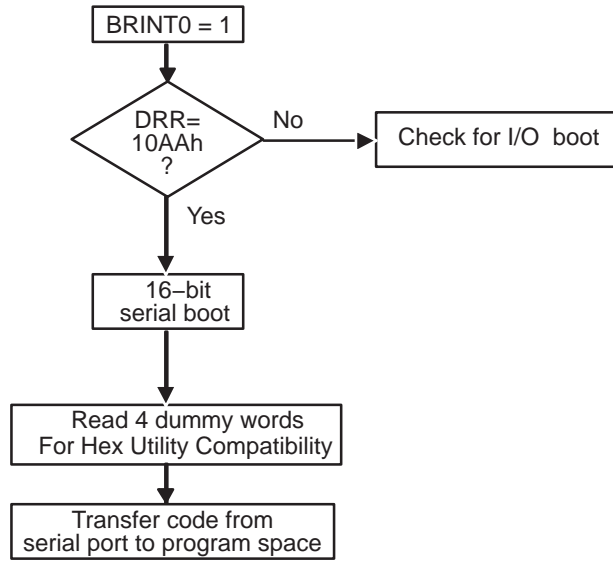 BRINT0 = 1
DRR=
10AAh
?
No
Check for I/O boot
Yes
16–bit
serial boot
Read 4 dummy words
For Hex Utility Compatibility
Transfer code from
serial port to program space